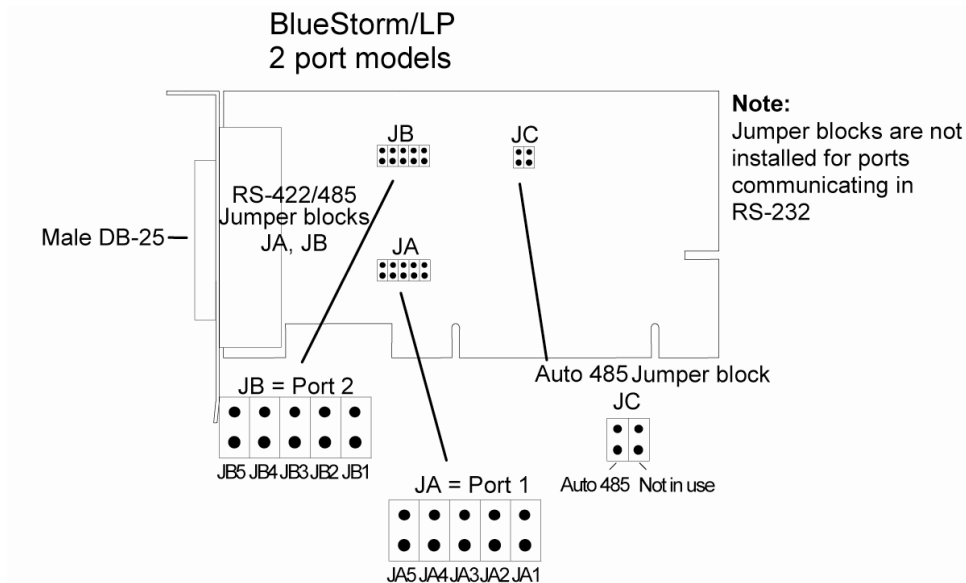 BlueStorm/LP
2 port models
Note:
Jumper blocks are not
installed for ports
communicating in
RS-232
JB
JC
RS-422/485
Jumper blocks
JA, JB
Male DB-25
JA
Auto 485 Jumper block
JC
Auto 485 Not in use
JB = Port 2
JB5 JB4 JB3 JB2 JB1
JA = Port 1
JA5 JA4 JA3 JA2 JA1